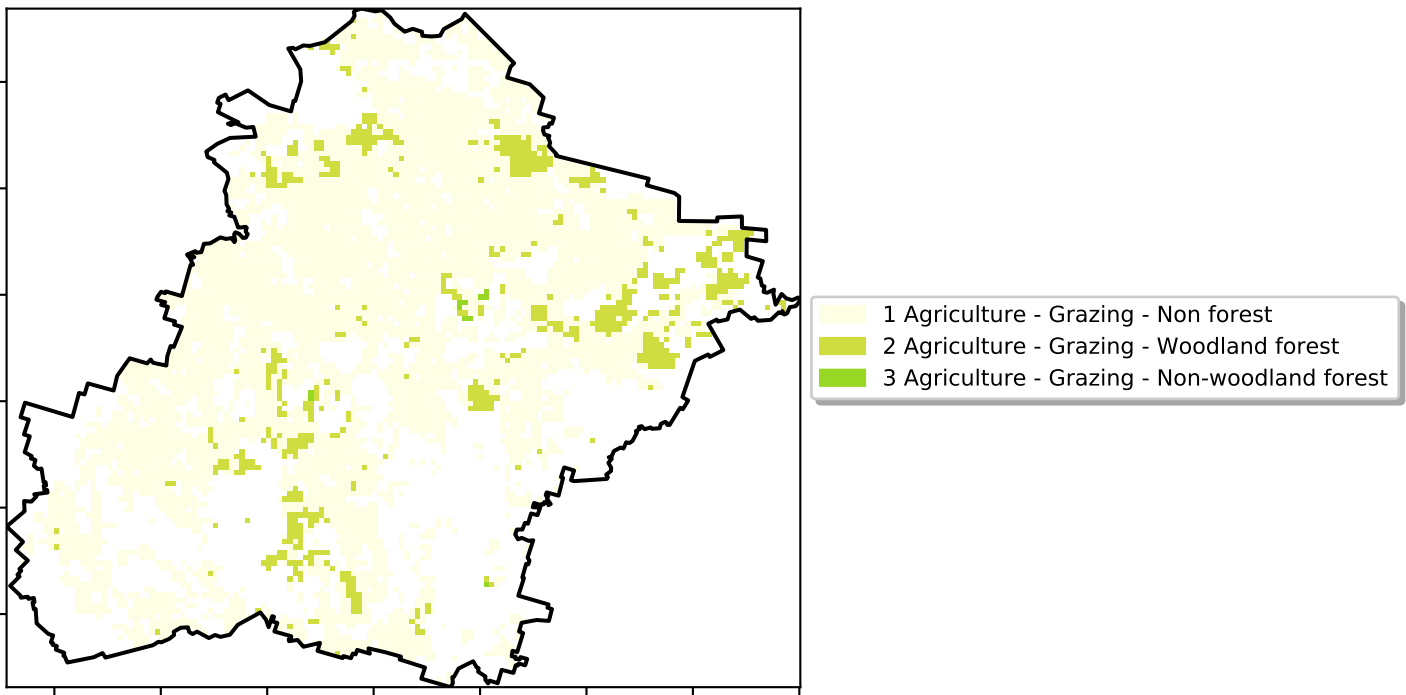 1 Agriculture - Grazing - Non forest
2 Agriculture - Grazing - Woodland forest
3 Agriculture - Grazing - Non-woodland forest